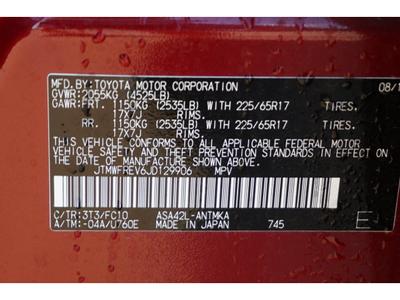 MFD. BY: TOYOTA MOTOR CORPORATION 08/1
GVWR: 2055KG (4525LB)
GAWR: FRT. 1150KG (2535LB) WITH 225/65R17 TIRES.
17X7J RIMS.
RR. 1150KG (2535LB) WITH 225/65R17 TIRES.
17X7J RIMS.
THIS VEHICLE CONFORMS TO ALL APPLICABLE FEDERAL MOTOR
VEHICLE SAFETY AND BUMPER STANDARDS IN EFFECT ON THE DATE OF
MANUFACTURE SHOWN ABOVE.
JTMWFREV6JD129906 MPV
C/TR: 3T3/FC10 ASA42L-ANTMKA E
A/TM: -04A/U760E MADE IN JAPAN 745